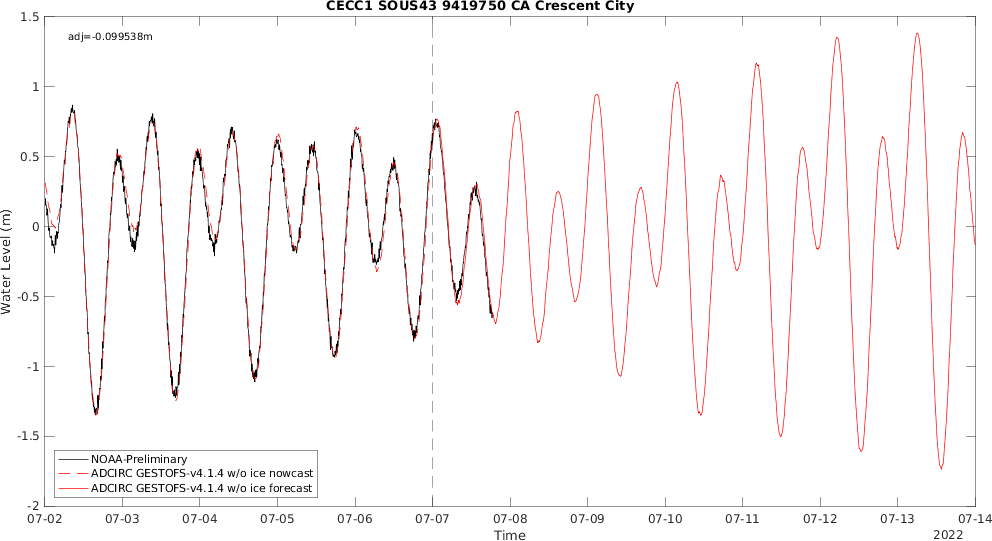 CECC1 SOUS43 9419750 CA Crescent City
adj=-0.099538m
1.5
1
0.5
0
-0.5
-1
-1.5
-2
Water Level (m)
NOAA-Preliminary
ADCIRC GESTOFS-v4.1.4 w/o ice nowcast
ADCIRC GESTOFS-v4.1.4 w/o ice forecast
07-02 07-03 07-04 07-05 07-06 07-07 07-08 07-09 07-10 07-11 07-12 07-13 07-14
Time
2022